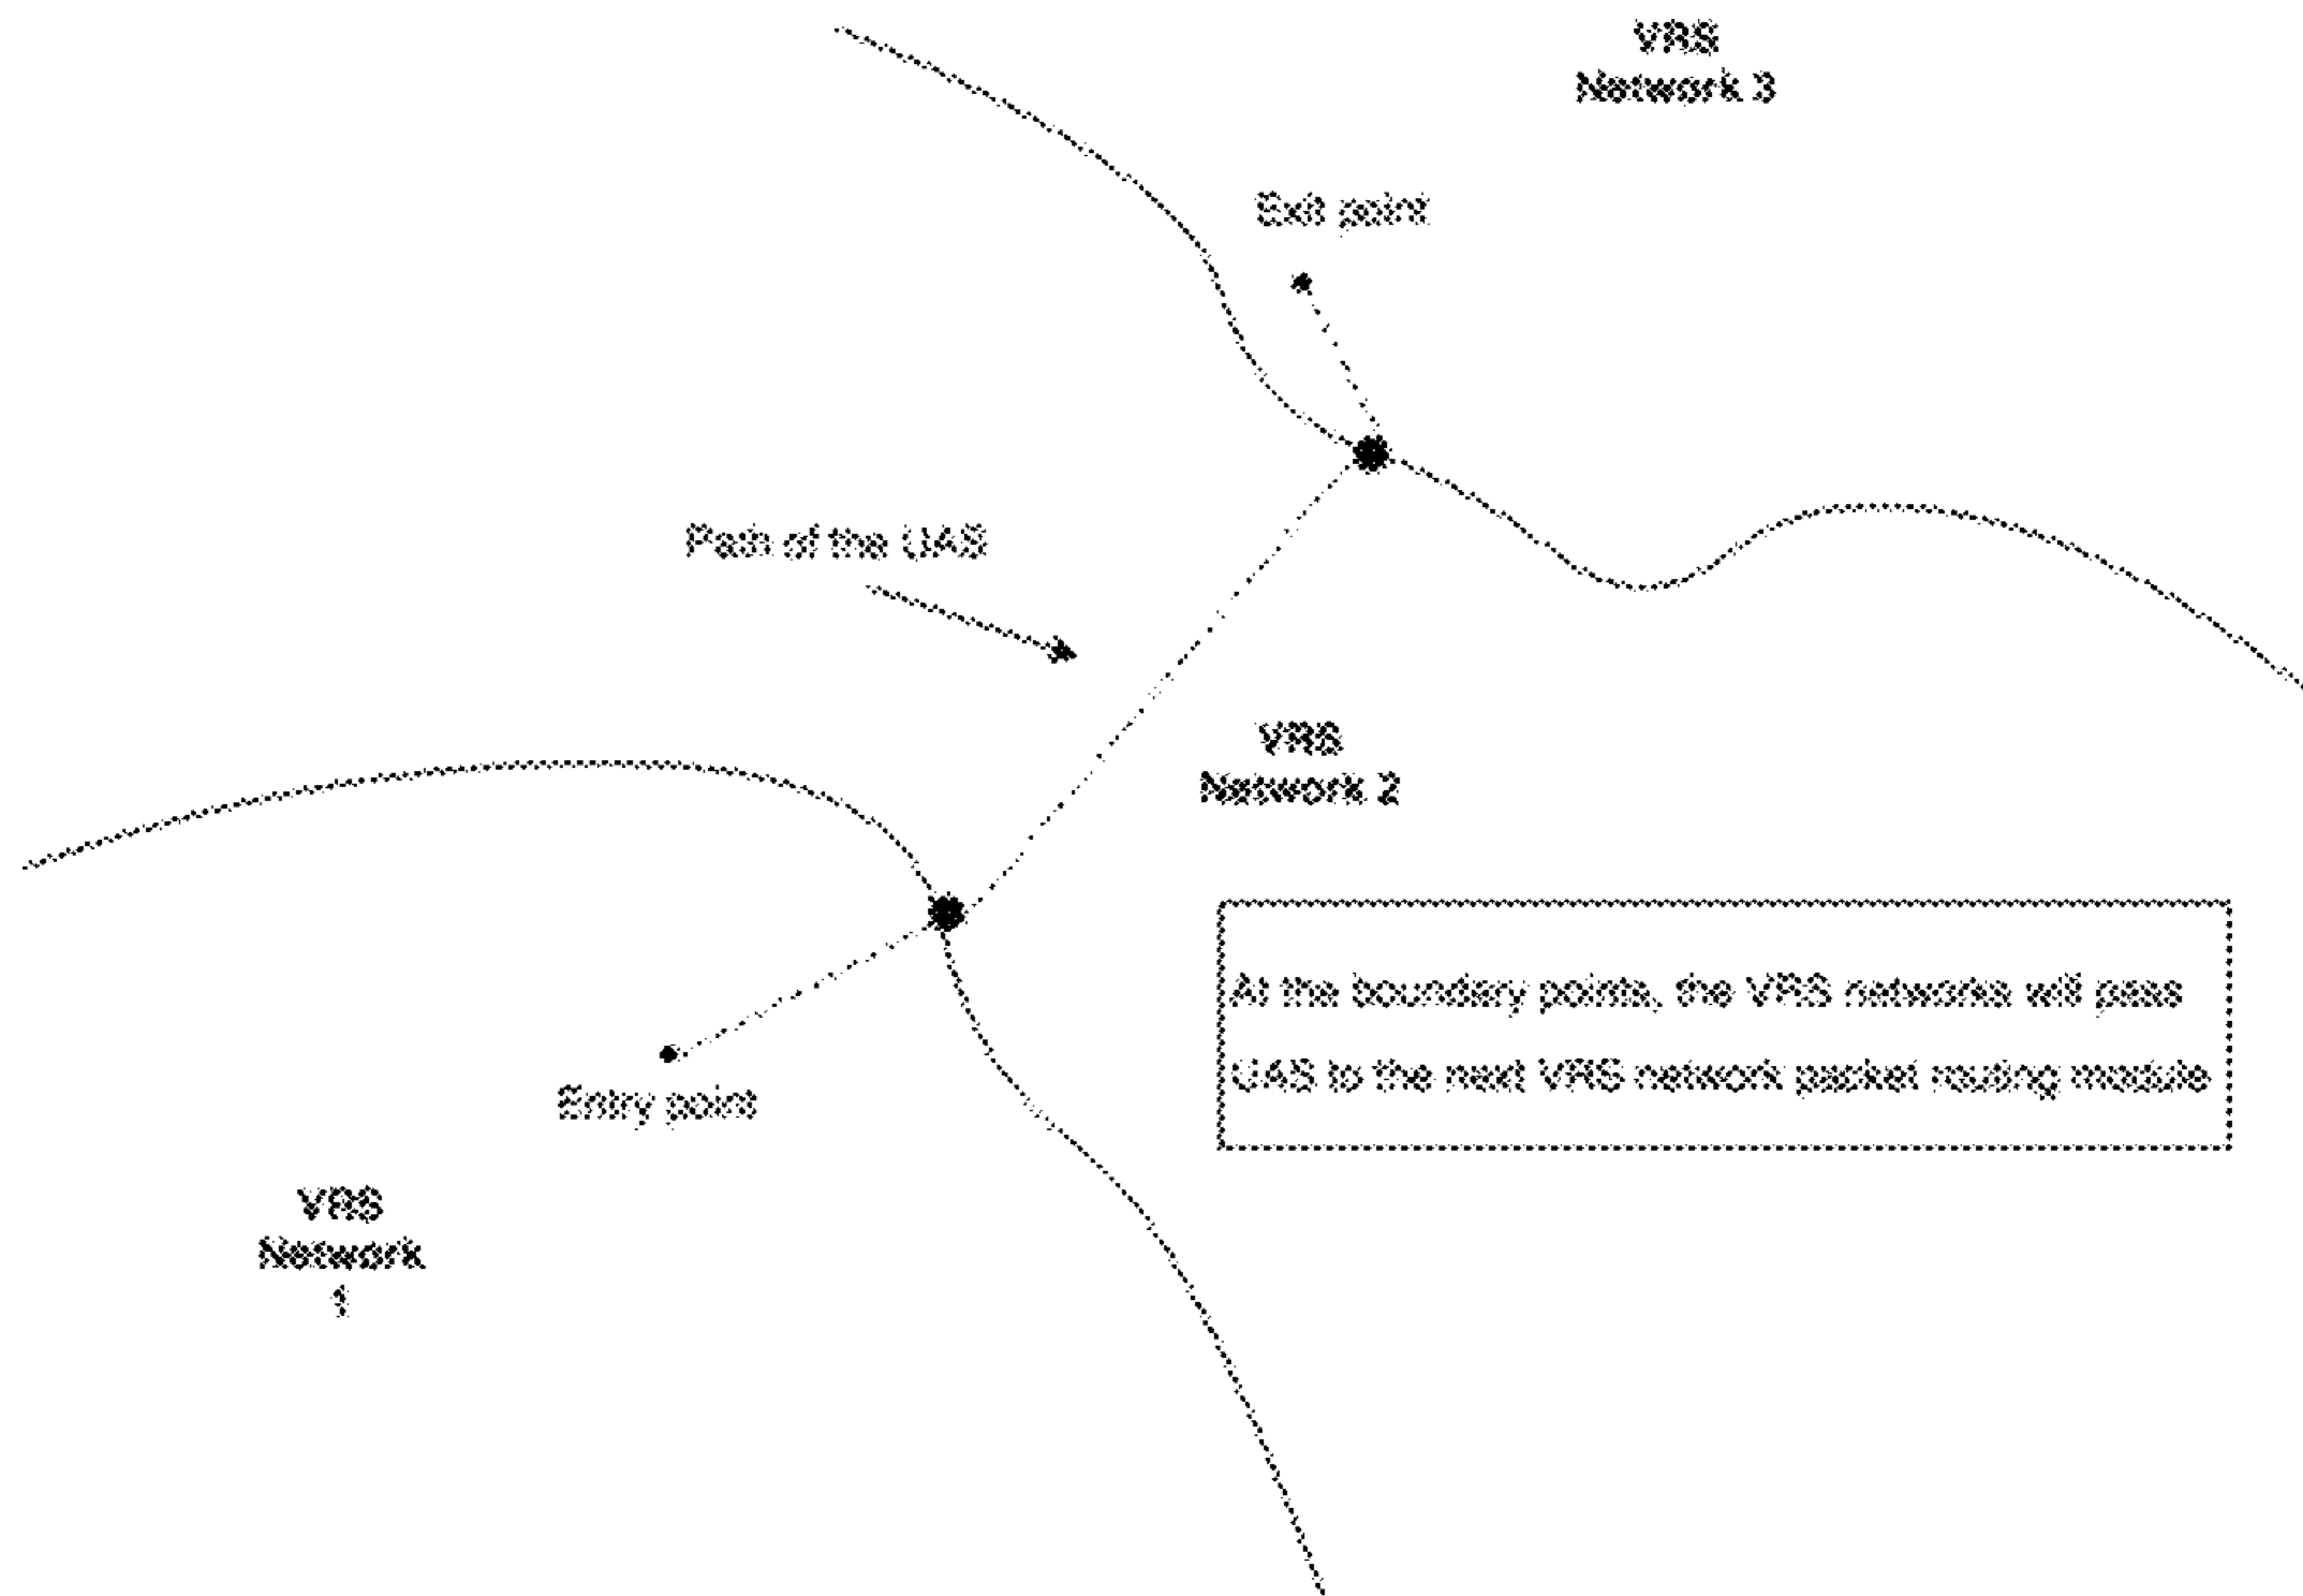 VRS
Network 3
Exit point
Path of the UAS
VRS
Network 2
At the boundary points, the VRS networks will pass
UAS to the next VRS network packet routing module
Entry point
VRS
Network
1